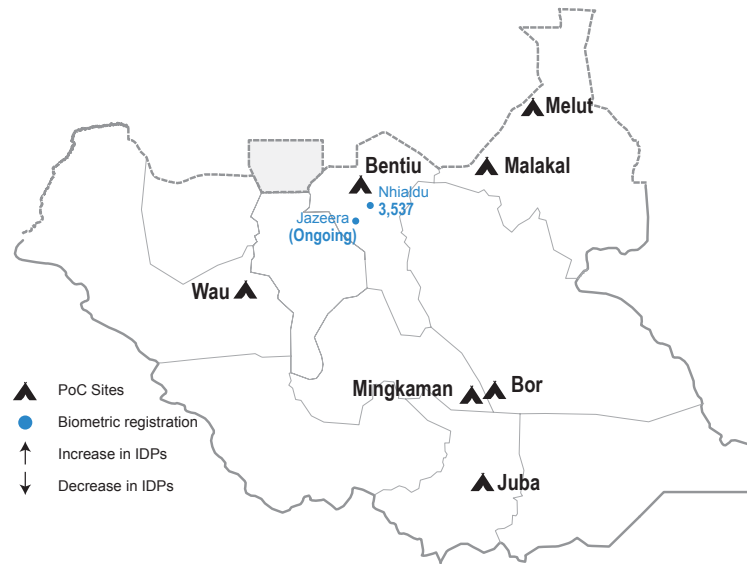 Melut
Bentiu
Malakal
Nhialdu
3,537
Jazeera
(Ongoing)
Wau
PoC Sites
Mingkaman
Bor
Biometric registration
Increase in IDPs
Decrease in IDPs
Juba